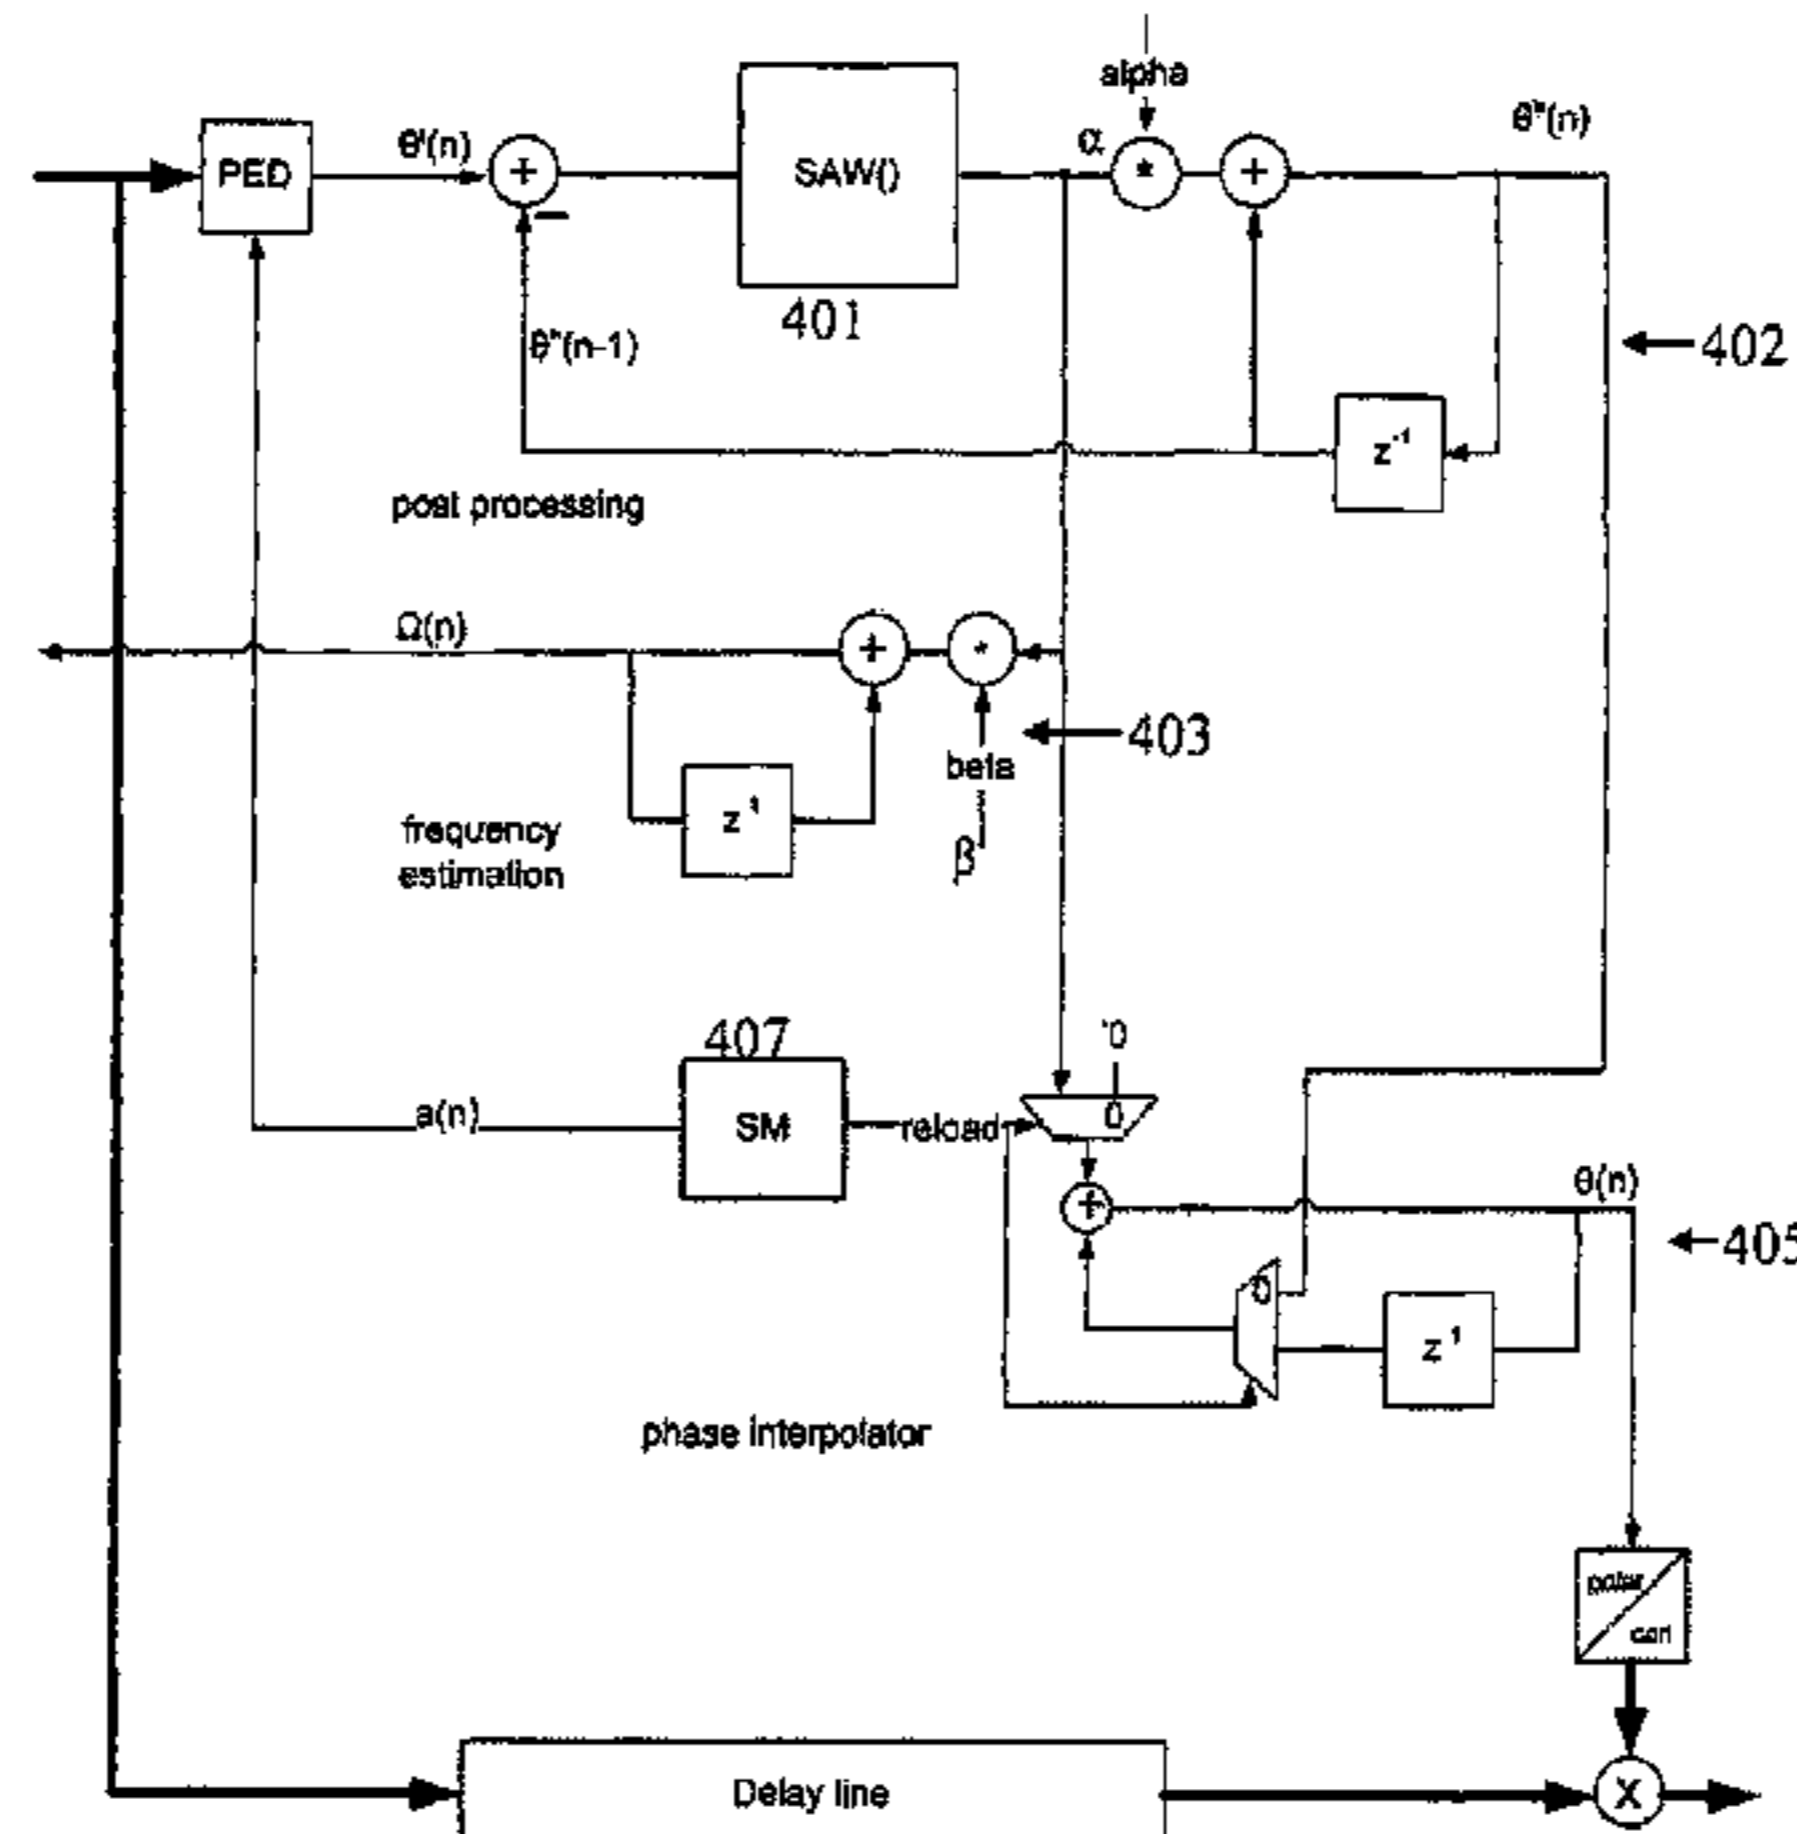 alpha
α
*
+
θ"(n)
PED
θ'(n)
+
−
SAW()
401
θ"(n-1)
402
z⁻¹
post processing
Ω(n)
+
*
403
beta
β
z⁻¹
frequency
estimation
407
'0
a(n)
SM
reload
0
θ(n)
+
405
0
z⁻¹
phase interpolator
polar
cart
Delay line
X